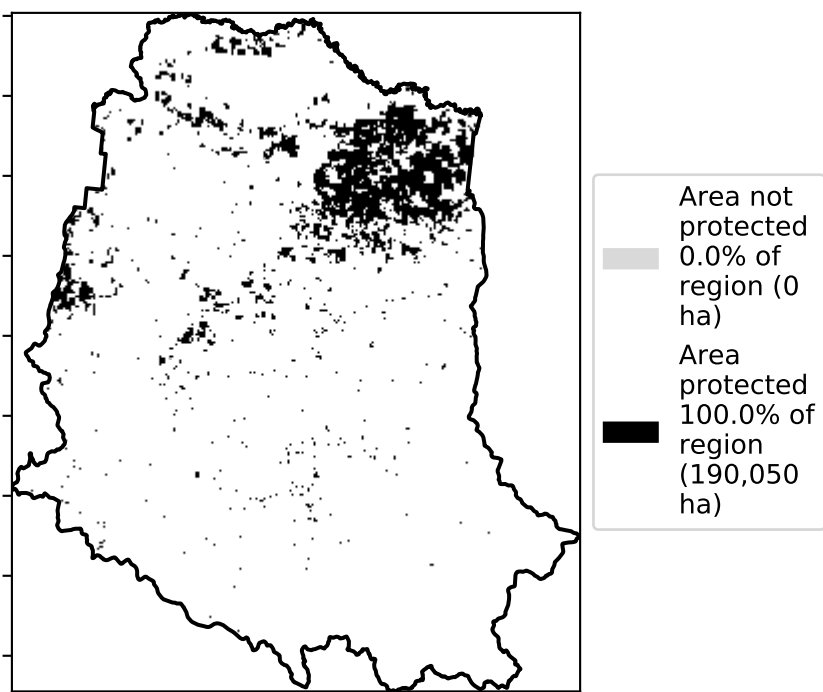 Area not
protected
0.0% of
region (0
ha)
Area
protected
100.0% of
region
(190,050
ha)